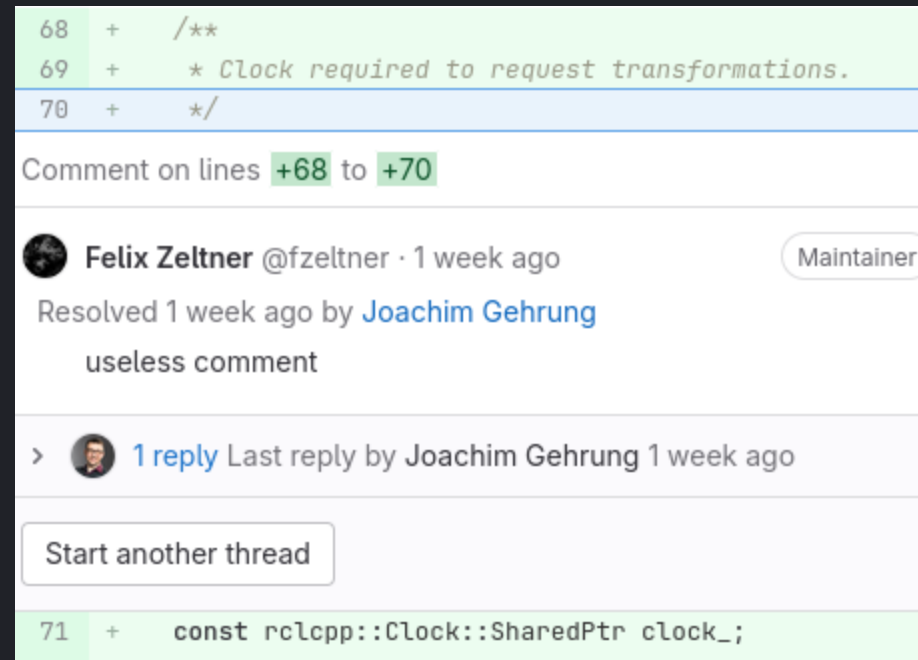 68 + /**
69 + * Clock required to request transformations.
70 + */
Comment on lines +68 to +70
Felix Zeltner @fzeltner · 1 week ago Maintainer
Resolved 1 week ago by Joachim Gehrung
useless comment
1 reply Last reply by Joachim Gehrung 1 week ago
Start another thread
71 + const rclcpp::Clock::SharedPtr clock_;